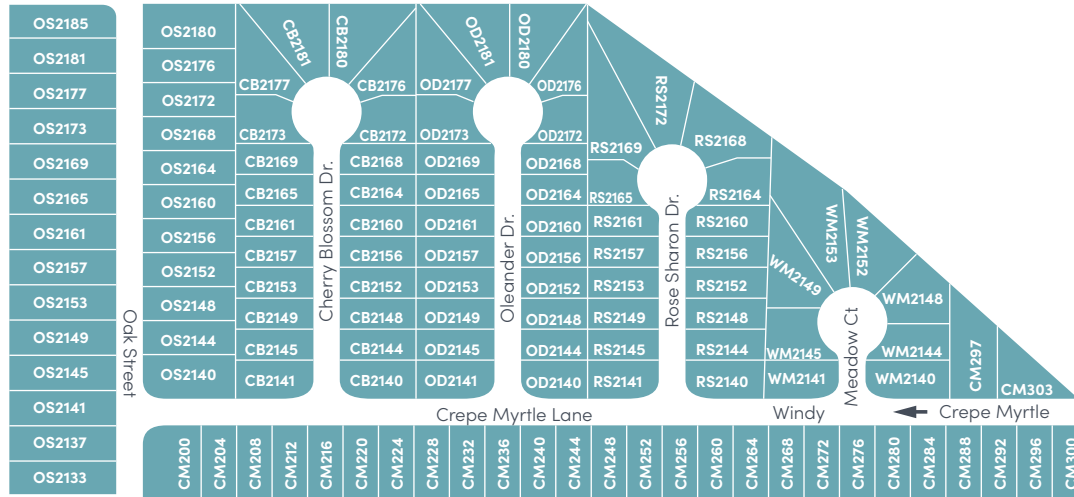 OS2185
OS2181
OS2177
OS2173
OS2169
OS2165
OS2161
OS2157
OS2153
OS2149
OS2145
OS2141
OS2137
OS2133
Oak Street
OS2180
OS2176
OS2172
OS2168
OS2164
OS2160
OS2156
OS2152
OS2148
OS2144
OS2140
CB2181
CB2177
CB2173
CB2169
CB2165
CB2161
CB2157
CB2153
CB2149
CB2145
CB2141
Cherry Blossom Dr.
CB2180
CB2176
CB2172
CB2168
CB2164
CB2160
CB2156
CB2152
CB2148
CB2144
CB2140
OD2181
OD2177
OD2173
OD2169
OD2165
OD2161
OD2157
OD2153
OD2149
OD2145
OD2141
Oleander Dr.
OD2180
OD2176
OD2172
OD2168
OD2164
OD2160
OD2156
OD2152
OD2148
OD2144
OD2140
RS2172
RS2169
RS2165
RS2161
RS2157
RS2153
RS2149
RS2145
RS2141
Rose Sharon Dr.
RS2168
RS2164
RS2160
RS2156
RS2152
RS2148
RS2144
RS2140
WM2153
WM2149
WM2145
WM2141
Meadow Ct
WM2152
WM2148
WM2144
WM2140
CM297
CM303
Crepe Myrtle Lane
Windy
Crepe Myrtle
CM200
CM204
CM208
CM212
CM216
CM220
CM224
CM228
CM232
CM236
CM240
CM244
CM248
CM252
CM256
CM260
CM264
CM268
CM272
CM276
CM280
CM284
CM288
CM292
CM296
CM300